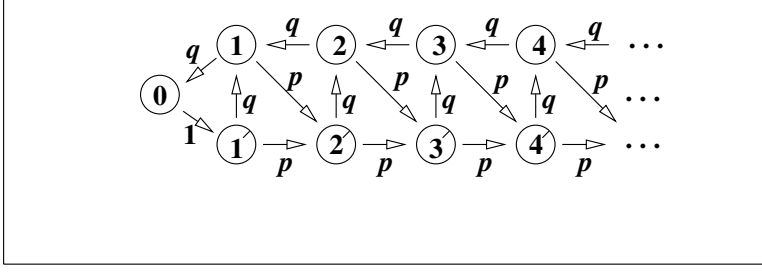 q q q q
1 2 3 4 ...
q p p p p
0 q q q q ...
1 1′ 2′ 3′ 4′ ...
p p p p